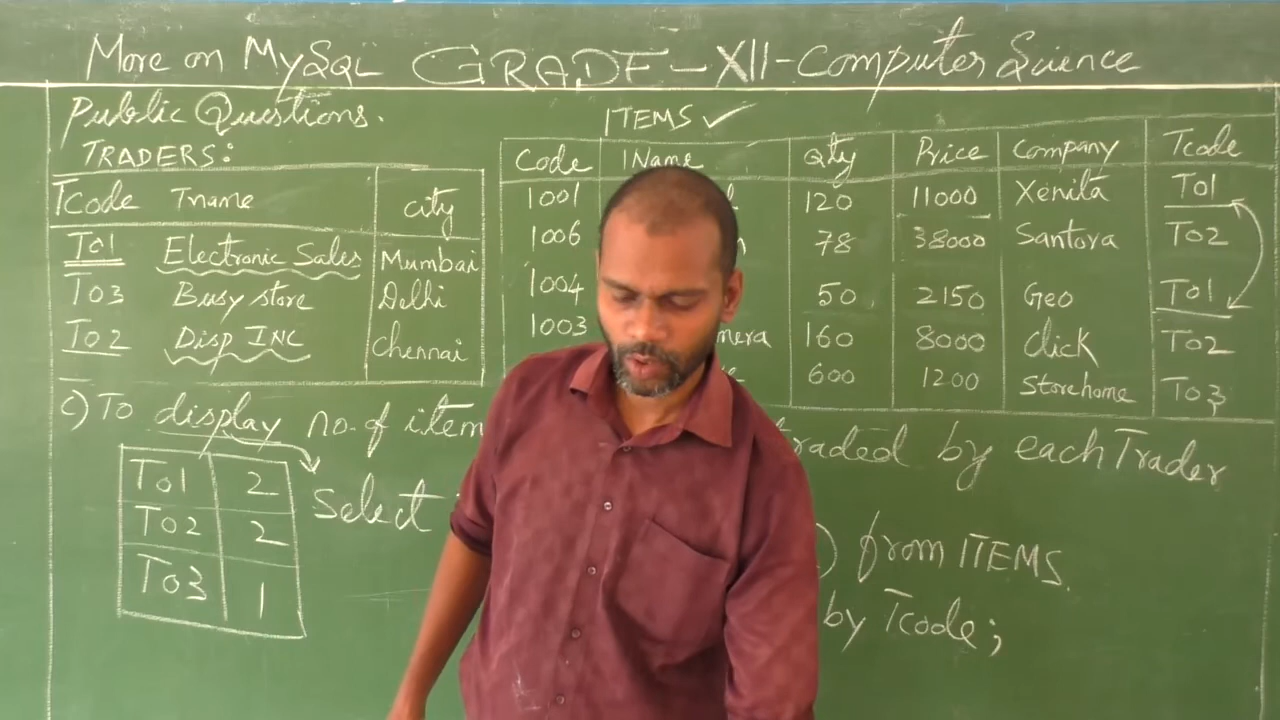 More on MySQL GRADE-XII-Computer Science
Public Questions.
TRADERS:
Tcode Tname city
T01 Electronic Sales Mumbai
T03 Busy store Delhi
T02 Disp INC Chennai
ITEMS ✓
Code IName Qty Price Company Tcode
1001 120 11000 Xenita T01
1006 78 38000 Santora T02
1004 50 2150 Geo T01
1003 mera 160 8000 click T02
600 1200 Storehome T03
c) To display no. of item raded by each Trader
T01 2
T02 2
T03 1
Select ) from ITEMS.
by Tcode;